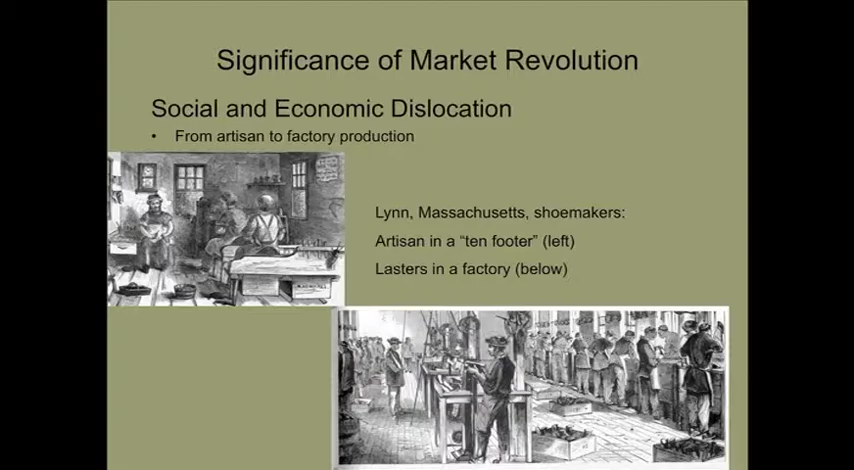 Significance of Market Revolution
Social and Economic Dislocation
• From artisan to factory production
Lynn, Massachusetts, shoemakers:
Artisan in a “ten footer” (left)
Lasters in a factory (below)